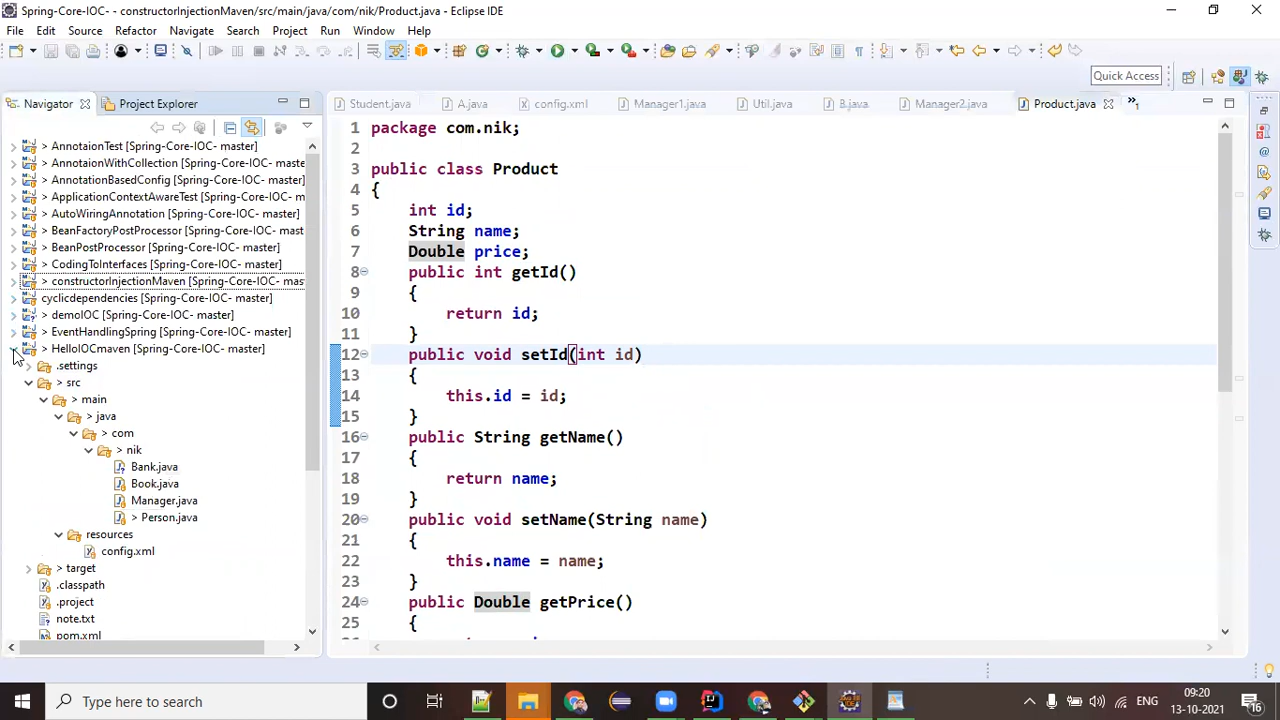 Spring-Core-IOC- - constructorInjectionMaven/src/main/java/com/nik/Product.java - Eclipse IDE
File Edit Source Refactor Navigate Search Project Run Window Help
Quick Access
Navigator Project Explorer
> AnnotaionTest [Spring-Core-IOC- master]
> AnnotaionWithCollection [Spring-Core-IOC- maste
> AnnotationBasedConfig [Spring-Core-IOC- master]
> ApplicationContextAwareTest [Spring-Core-IOC- m
> AutoWiringAnnotation [Spring-Core-IOC- master]
> BeanFactoryPostProcessor [Spring-Core-IOC- mast
> BeanPostProcessor [Spring-Core-IOC- master]
> CodingToInterfaces [Spring-Core-IOC- master]
> constructorInjectionMaven [Spring-Core-IOC- mas
cyclicdependencies [Spring-Core-IOC- master]
> demoIOC [Spring-Core-IOC- master]
> EventHandlingSpring [Spring-Core-IOC- master]
> HelloIOCmaven [Spring-Core-IOC- master]
.settings
> src
> main
> java
> com
> nik
Bank.java
Book.java
Manager.java
> Person.java
resources
config.xml
> target
.classpath
.project
note.txt
pom.xml
Student.java A.java config.xml Manager1.java Util.java B.java Manager2.java Product.java »1
1 package com.nik;
2
3 public class Product
4 {
5 int id;
6 String name;
7 Double price;
8 public int getId()
9 {
10 return id;
11 }
12 public void setId(int id)
13 {
14 this.id = id;
15 }
16 public String getName()
17 {
18 return name;
19 }
20 public void setName(String name)
21 {
22 this.name = name;
23 }
24 public Double getPrice()
25 {
Type here to search
ENG
09:20
13-10-2021
16